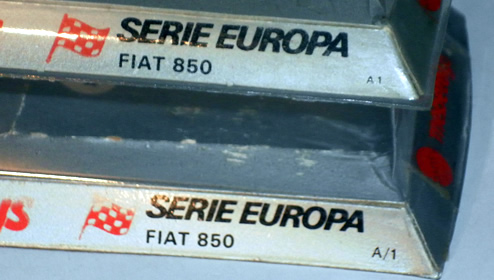 SERIE EUROPA
FIAT 850
A1
SERIE EUROPA
FIAT 850
A/1